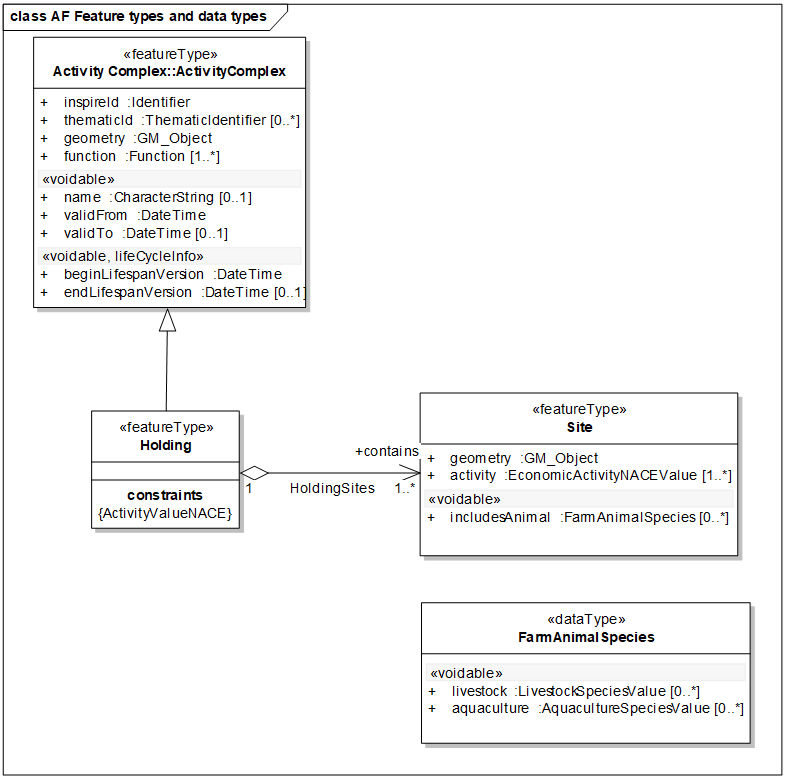 class AF Feature types and data types
«featureType»
Activity Complex::ActivityComplex
+ inspireId :Identifier
+ thematicId :ThematicIdentifier [0..*]
+ geometry :GM_Object
+ function :Function [1..*]
«voidable»
+ name :CharacterString [0..1]
+ validFrom :DateTime
+ validTo :DateTime [0..1]
«voidable, lifeCycleInfo»
+ beginLifespanVersion :DateTime
+ endLifespanVersion :DateTime [0..1]
«featureType»
Holding
constraints
{ActivityValueNACE}
1
HoldingSites
+contains
1..*
«featureType»
Site
+ geometry :GM_Object
+ activity :EconomicActivityNACEValue [1..*]
«voidable»
+ includesAnimal :FarmAnimalSpecies [0..*]
«dataType»
FarmAnimalSpecies
«voidable»
+ livestock :LivestockSpeciesValue [0..*]
+ aquaculture :AquacultureSpeciesValue [0..*]